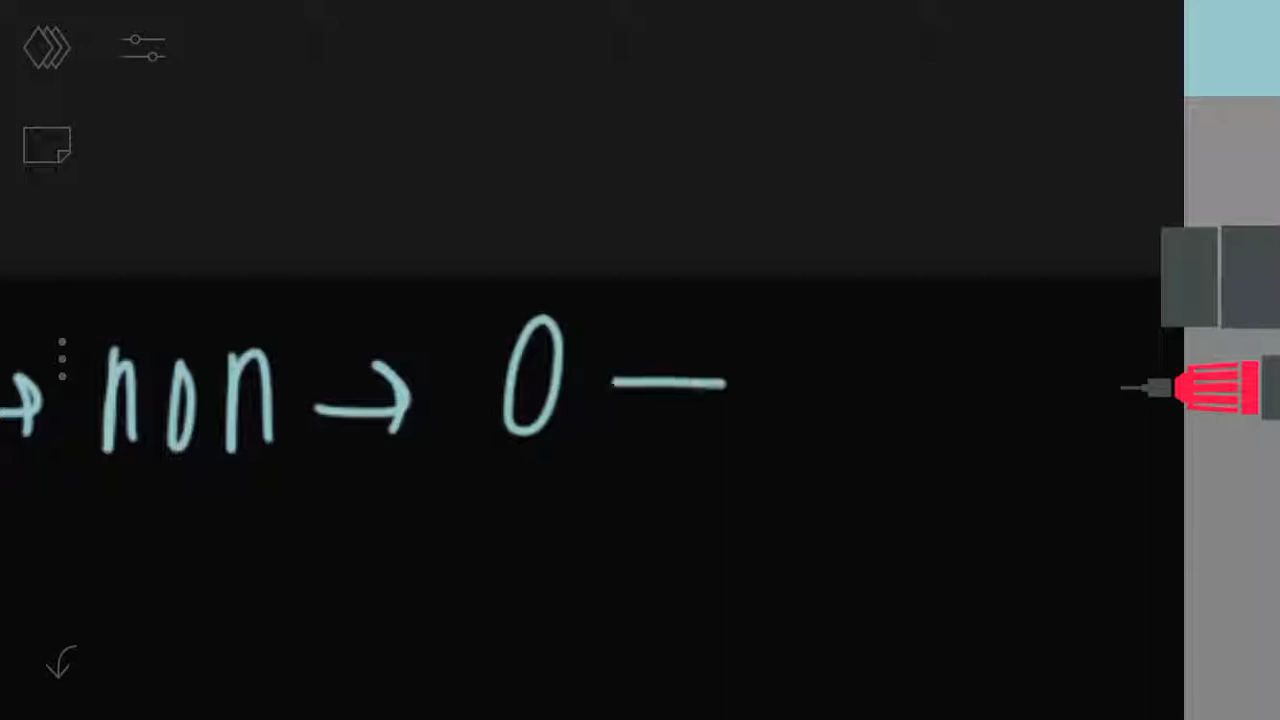 → non → 0 —